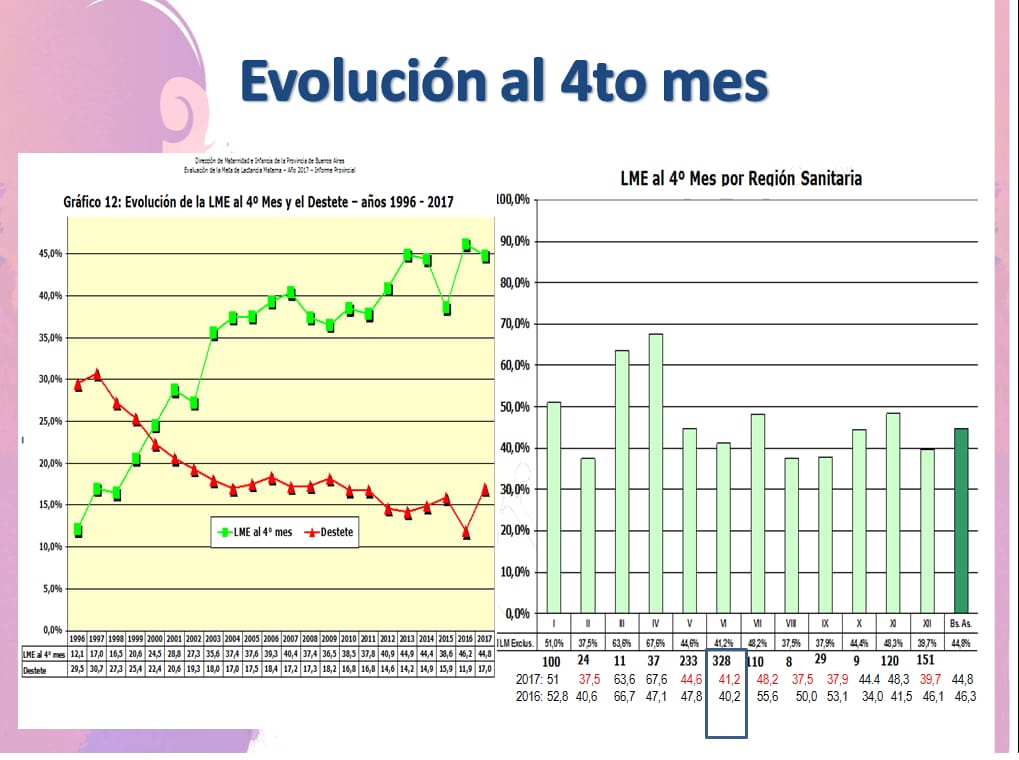 Evolución al 4to mes
Dirección de Maternidad e Infancia de la Provincia de Buenos Aires
Evaluación de la Meta de Lactancia Materna – Año 2017 – Informe Provincial
Gráfico 12: Evolución de la LME al 4º Mes y el Destete – años 1996 - 2017
45,0%
40,0%
35,0%
30,0%
25,0%
20,0%
15,0%
10,0%
5,0%
0,0%
LME al 4º mes Destete
1996 1997 1998 1999 2000 2001 2002 2003 2004 2005 2006 2007 2008 2009 2010 2011 2012 2013 2014 2015 2016 2017
LME al 4º mes 12,1 17,0 16,5 20,6 24,5 28,8 27,3 35,6 37,4 37,6 39,3 40,4 37,4 36,5 38,5 37,8 40,9 44,9 44,4 38,6 46,2 44,8
Destete 29,5 30,7 27,3 25,4 22,4 20,6 19,3 18,0 17,0 17,5 18,4 17,2 17,3 18,2 16,8 16,8 14,6 14,2 14,9 15,9 11,9 17,0
LME al 4º Mes por Región Sanitaria
100,0%
90,0%
80,0%
70,0%
60,0%
50,0%
40,0%
30,0%
20,0%
10,0%
0,0%
I II III IV V VI VII VIII IX X XI XII Bs. As.
LM Exclus. 51,0% 37,5% 63,6% 67,6% 44,6% 41,2% 48,2% 37,5% 37,9% 44,4% 48,3% 39,7% 44,8%
100 24 11 37 233 328 110 8 29 9 120 151
2017: 51 37,5 63,6 67,6 44,6 41,2 48,2 37,5 37,9 44.4 48,3 39,7 44,8
2016: 52,8 40,6 66,7 47,1 47,8 40,2 55,6 50,0 53,1 34,0 41,5 46,1 46,3